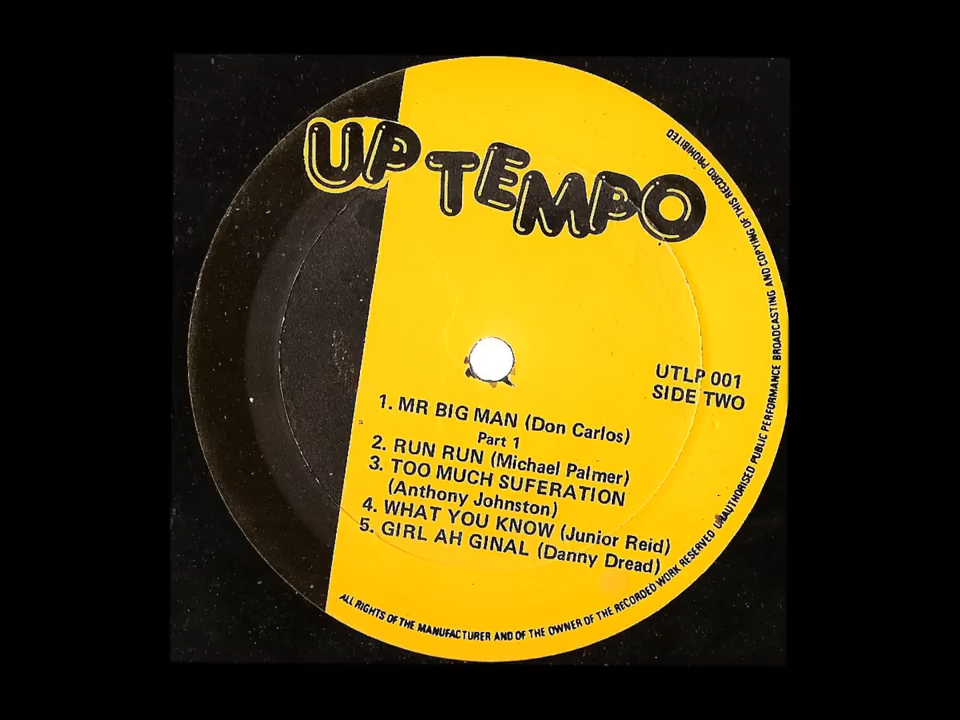 UP TEMPO
UTLP 001
SIDE TWO
1. MR BIG MAN (Don Carlos)
Part 1
2. RUN RUN (Michael Palmer)
3. TOO MUCH SUFERATION
(Anthony Johnston)
4. WHAT YOU KNOW (Junior Reid)
5. GIRL AH GINAL (Danny Dread)
ALL RIGHTS OF THE MANUFACTURER AND OF THE OWNER OF THE RECORDED WORK RESERVED UNAUTHORISED PUBLIC PERFORMANCE BROADCASTING AND COPYING OF THIS RECORD PROHIBITED